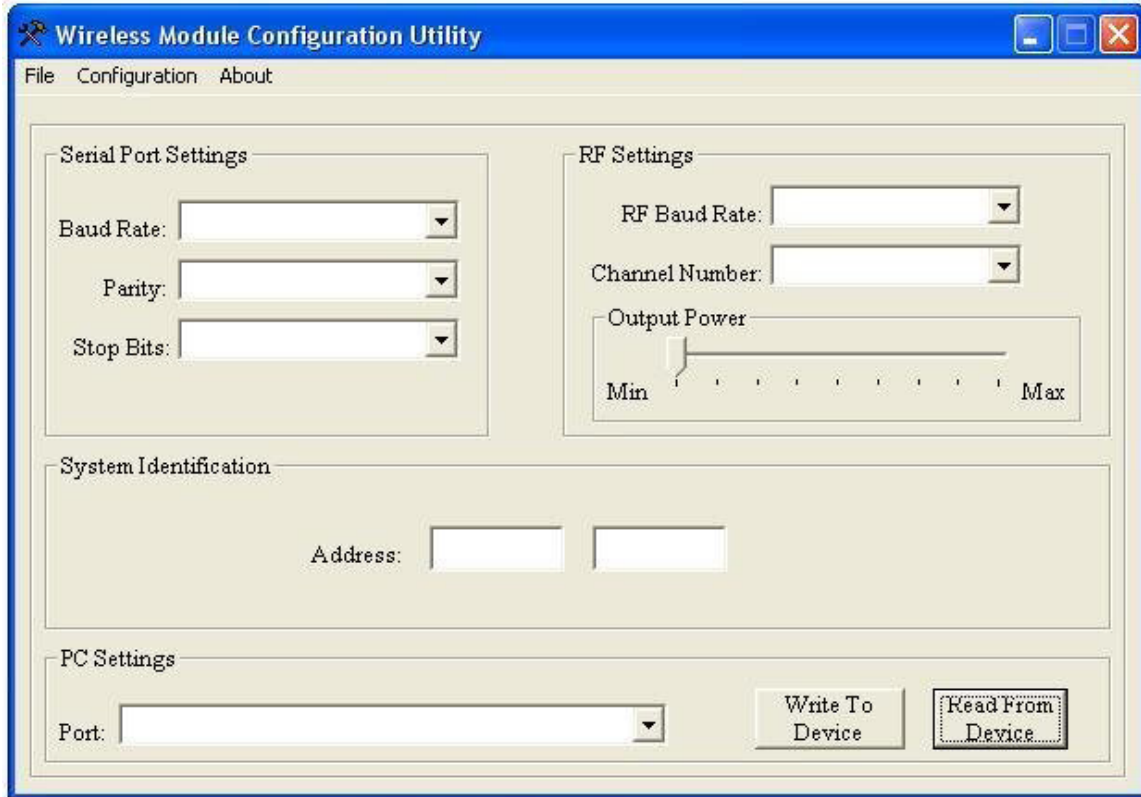 Wireless Module Configuration Utility
File Configuration About
Serial Port Settings
Baud Rate:
Parity:
Stop Bits:
RF Settings
RF Baud Rate:
Channel Number:
Output Power
Min Max
System Identification
Address:
PC Settings
Port:
Write To
Device
Read From
Device